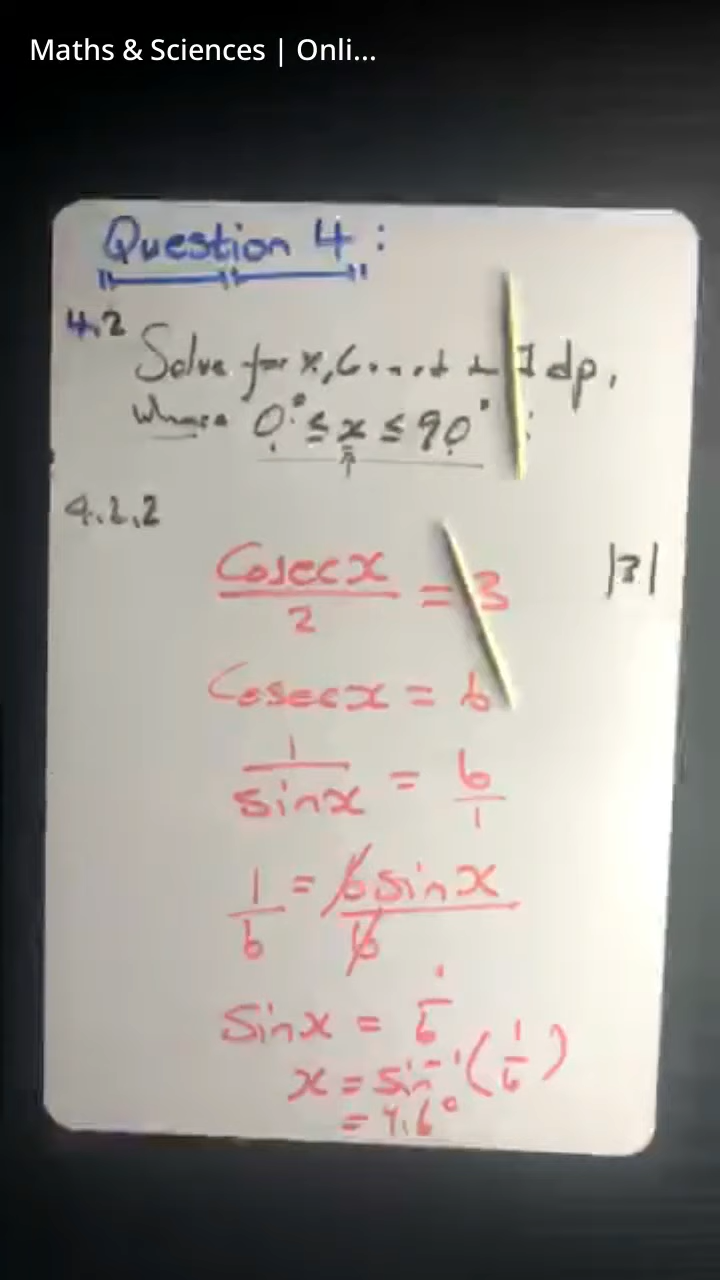 Maths & Sciences | Onli...
Question 4 :
4.2
Solve for x, 1 dp,
where 0° ≤ x ≤ 90° :
4.2.2
Cosec x / 2 = 3
|3|
Cosec x = 6
1 / sin x = 6 / 1
1 / 6 = 6 sin x / 6
sin x = 1 / 6
x = sin⁻¹ (1/6)
= 9.6°